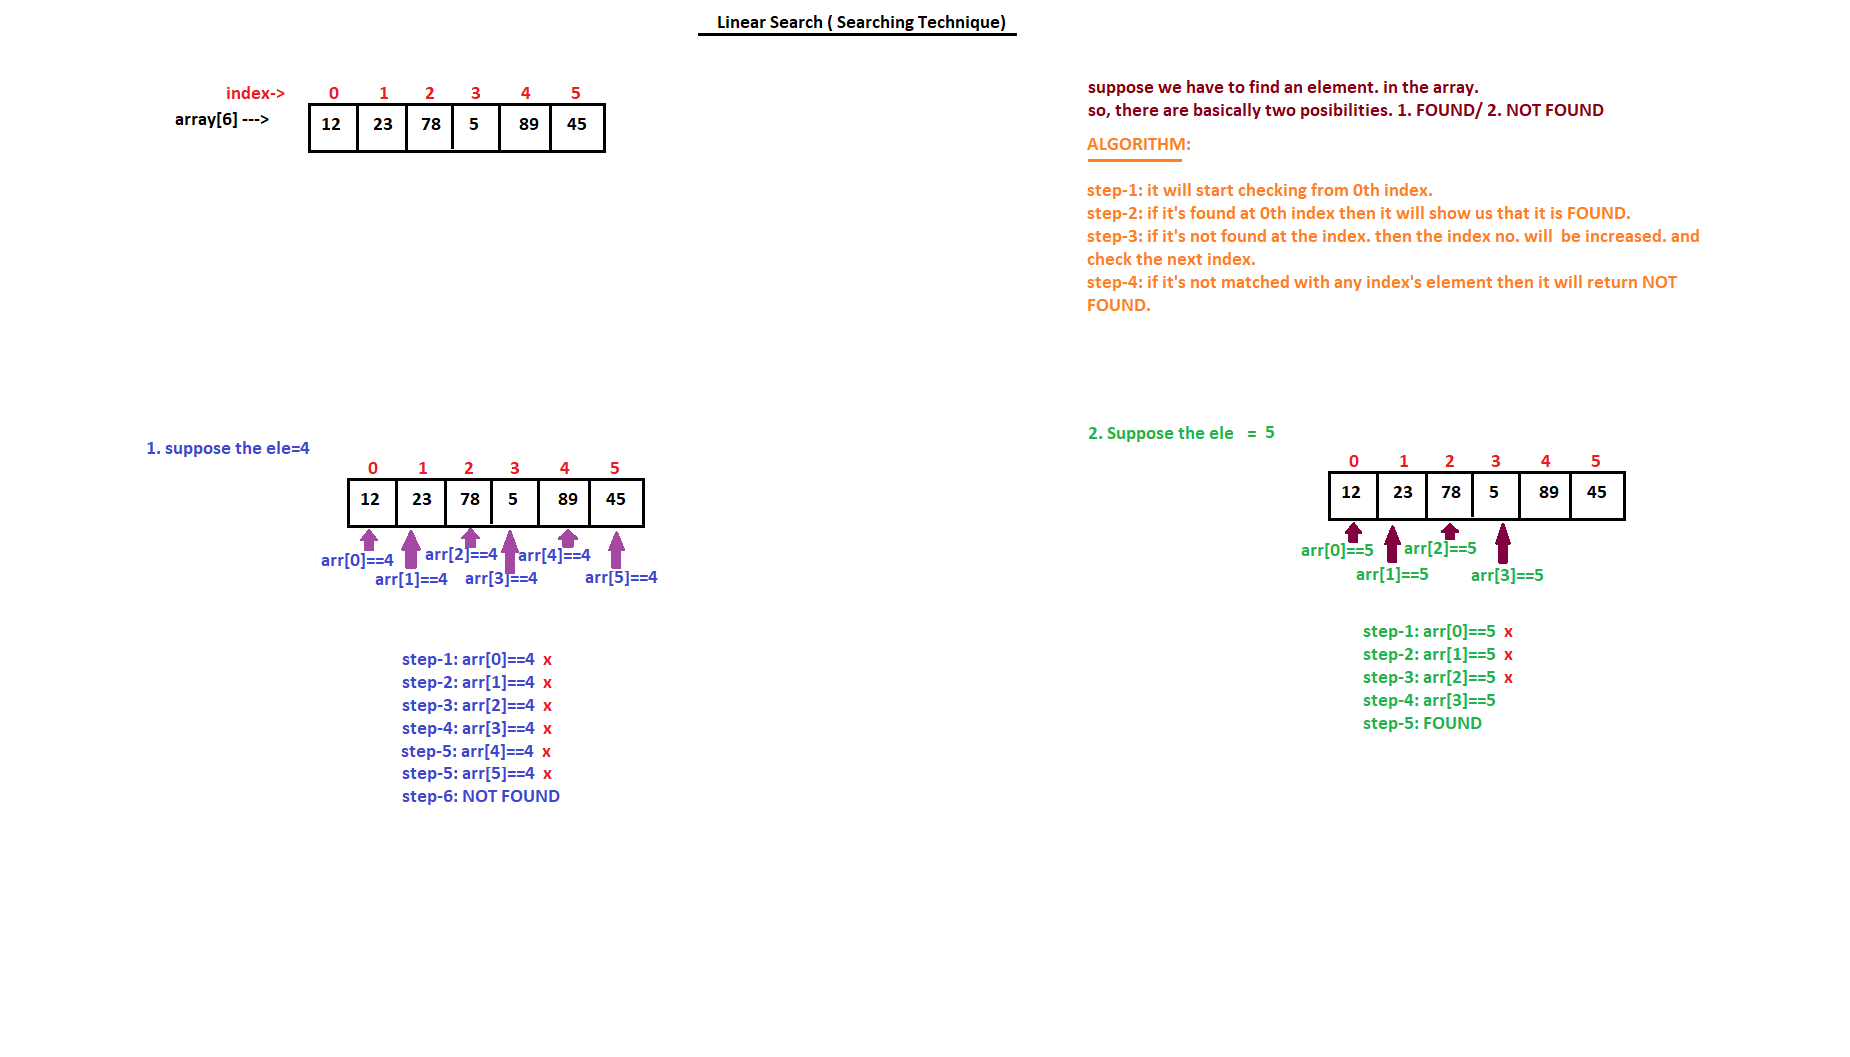 Linear Search ( Searching Technique)
index-> 0 1 2 3 4 5
array[6] ---> 12 23 78 5 89 45
suppose we have to find an element. in the array.
so, there are basically two posibilities. 1. FOUND/ 2. NOT FOUND
ALGORITHM:
step-1: it will start checking from 0th index.
step-2: if it's found at 0th index then it will show us that it is FOUND.
step-3: if it's not found at the index. then the index no. will  be increased. and
check the next index.
step-4: if it's not matched with any index's element then it will return NOT
FOUND.
1. suppose the ele=4
0 1 2 3 4 5
12 23 78 5 89 45
arr[0]==4 arr[2]==4 arr[4]==4
arr[1]==4 arr[3]==4 arr[5]==4
step-1: arr[0]==4 x
step-2: arr[1]==4 x
step-3: arr[2]==4 x
step-4: arr[3]==4 x
step-5: arr[4]==4 x
step-5: arr[5]==4 x
step-6: NOT FOUND
2. Suppose the ele = 5
0 1 2 3 4 5
12 23 78 5 89 45
arr[0]==5 arr[2]==5
arr[1]==5 arr[3]==5
step-1: arr[0]==5 x
step-2: arr[1]==5 x
step-3: arr[2]==5 x
step-4: arr[3]==5
step-5: FOUND